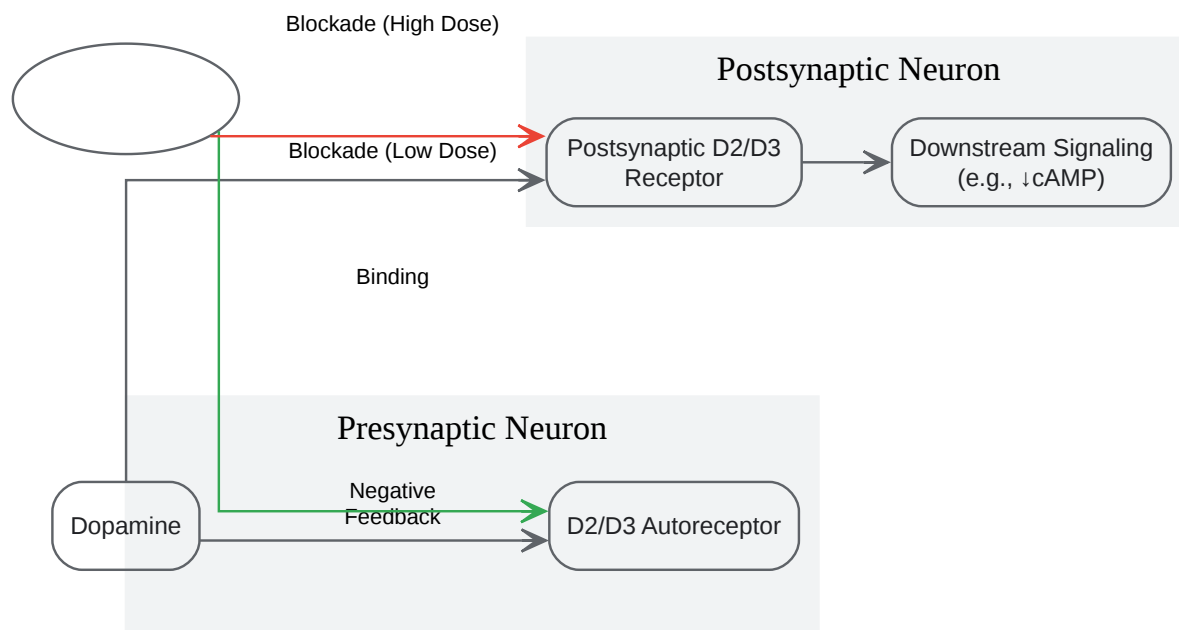 Blockade (High Dose)
Postsynaptic Neuron
Blockade (Low Dose)
Postsynaptic D2/D3
Receptor
Downstream Signaling
(e.g., ↓cAMP)
Binding
Presynaptic Neuron
Negative
Feedback
Dopamine
D2/D3 Autoreceptor